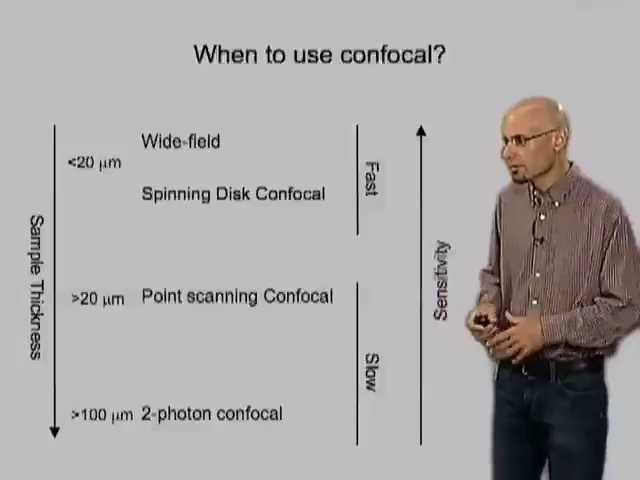 When to use confocal?
Wide-field
<20 μm
Spinning Disk Confocal
Fast
Sample Thickness
Sensitivity
>20 μm Point scanning Confocal
Slow
>100 μm 2-photon confocal